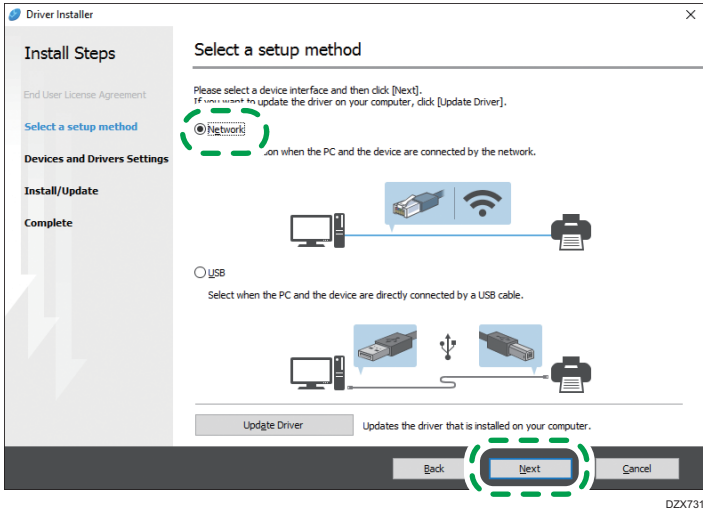 Driver Installer
Install Steps
End User License Agreement
Select a setup method
Devices and Drivers Settings
Install/Update
Complete
Select a setup method
Please select a device interface and then click [Next].
If you want to update the driver on your computer, click [Update Driver].
Network
on when the PC and the device are connected by the network.
USB
Select when the PC and the device are directly connected by a USB cable.
Update Driver
Updates the driver that is installed on your computer.
Back
Next
Cancel
DZX731